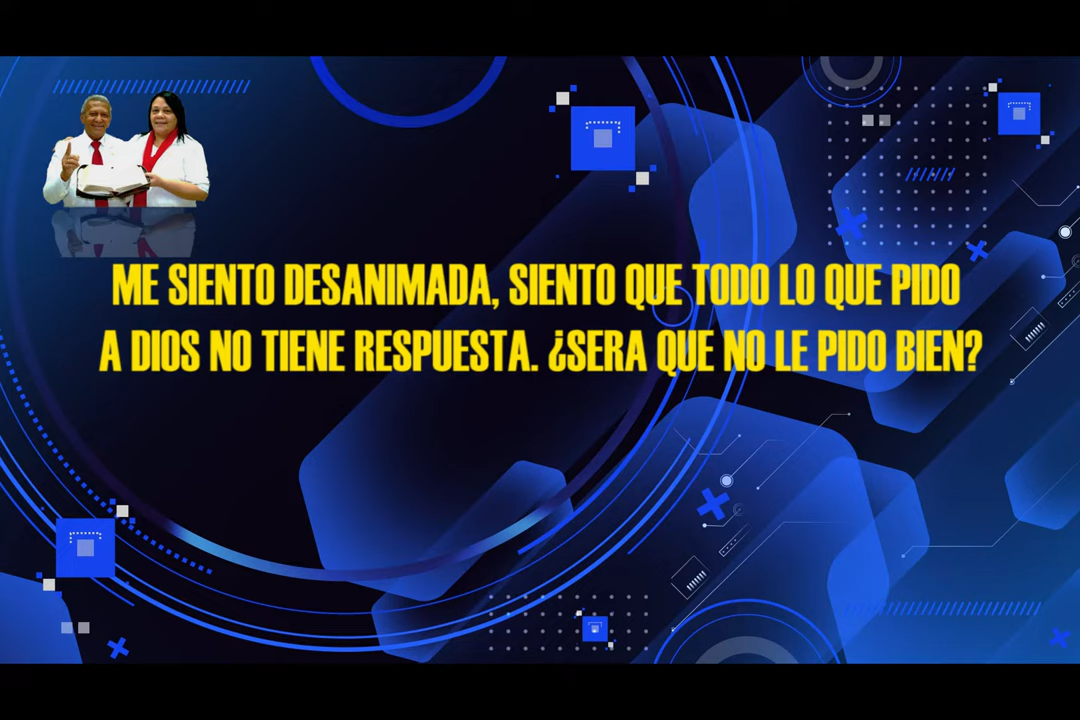 ME SIENTO DESANIMADA, SIENTO QUE TODO LO QUE PIDO
A DIOS NO TIENE RESPUESTA. ¿SERA QUE NO LE PIDO BIEN?